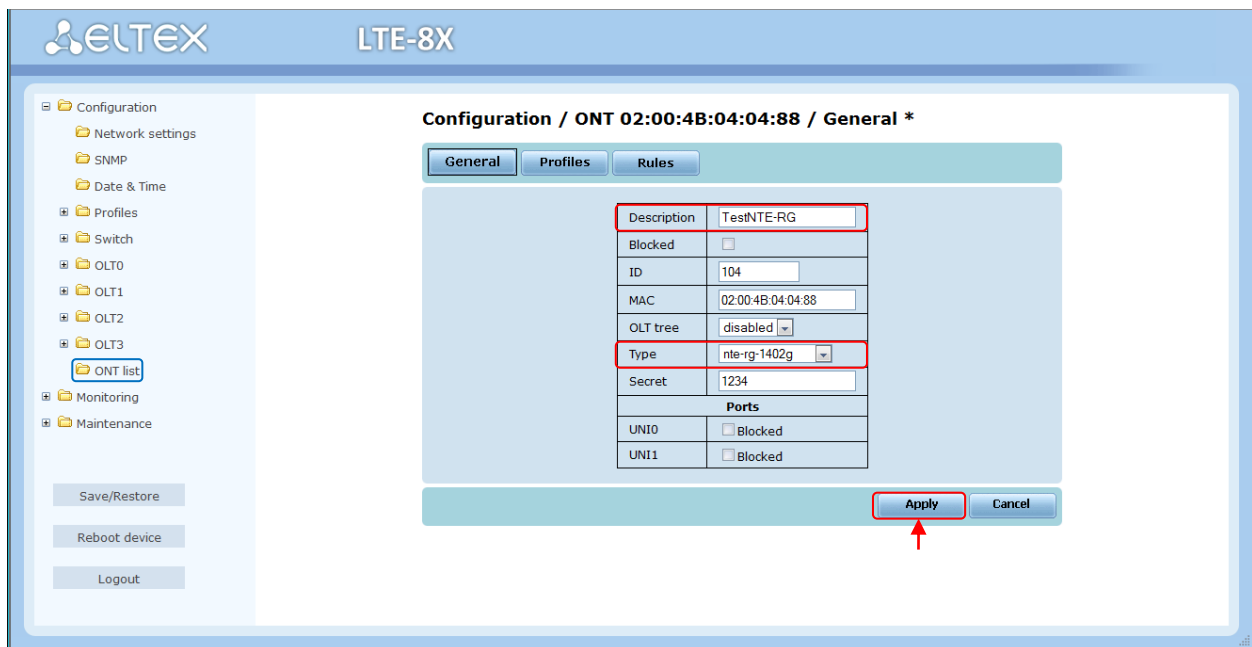 ELTEX
LTE-8X
Configuration
Network settings
SNMP
Date & Time
Profiles
Switch
OLT0
OLT1
OLT2
OLT3
ONT list
Monitoring
Maintenance
Save/Restore
Reboot device
Logout
Configuration / ONT 02:00:4B:04:04:88 / General *
General Profiles Rules
Description TestNTE-RG
Blocked
ID 104
MAC 02:00:4B:04:04:88
OLT tree disabled
Type nte-rg-1402g
Secret 1234
Ports
UNI0 Blocked
UNI1 Blocked
Apply Cancel